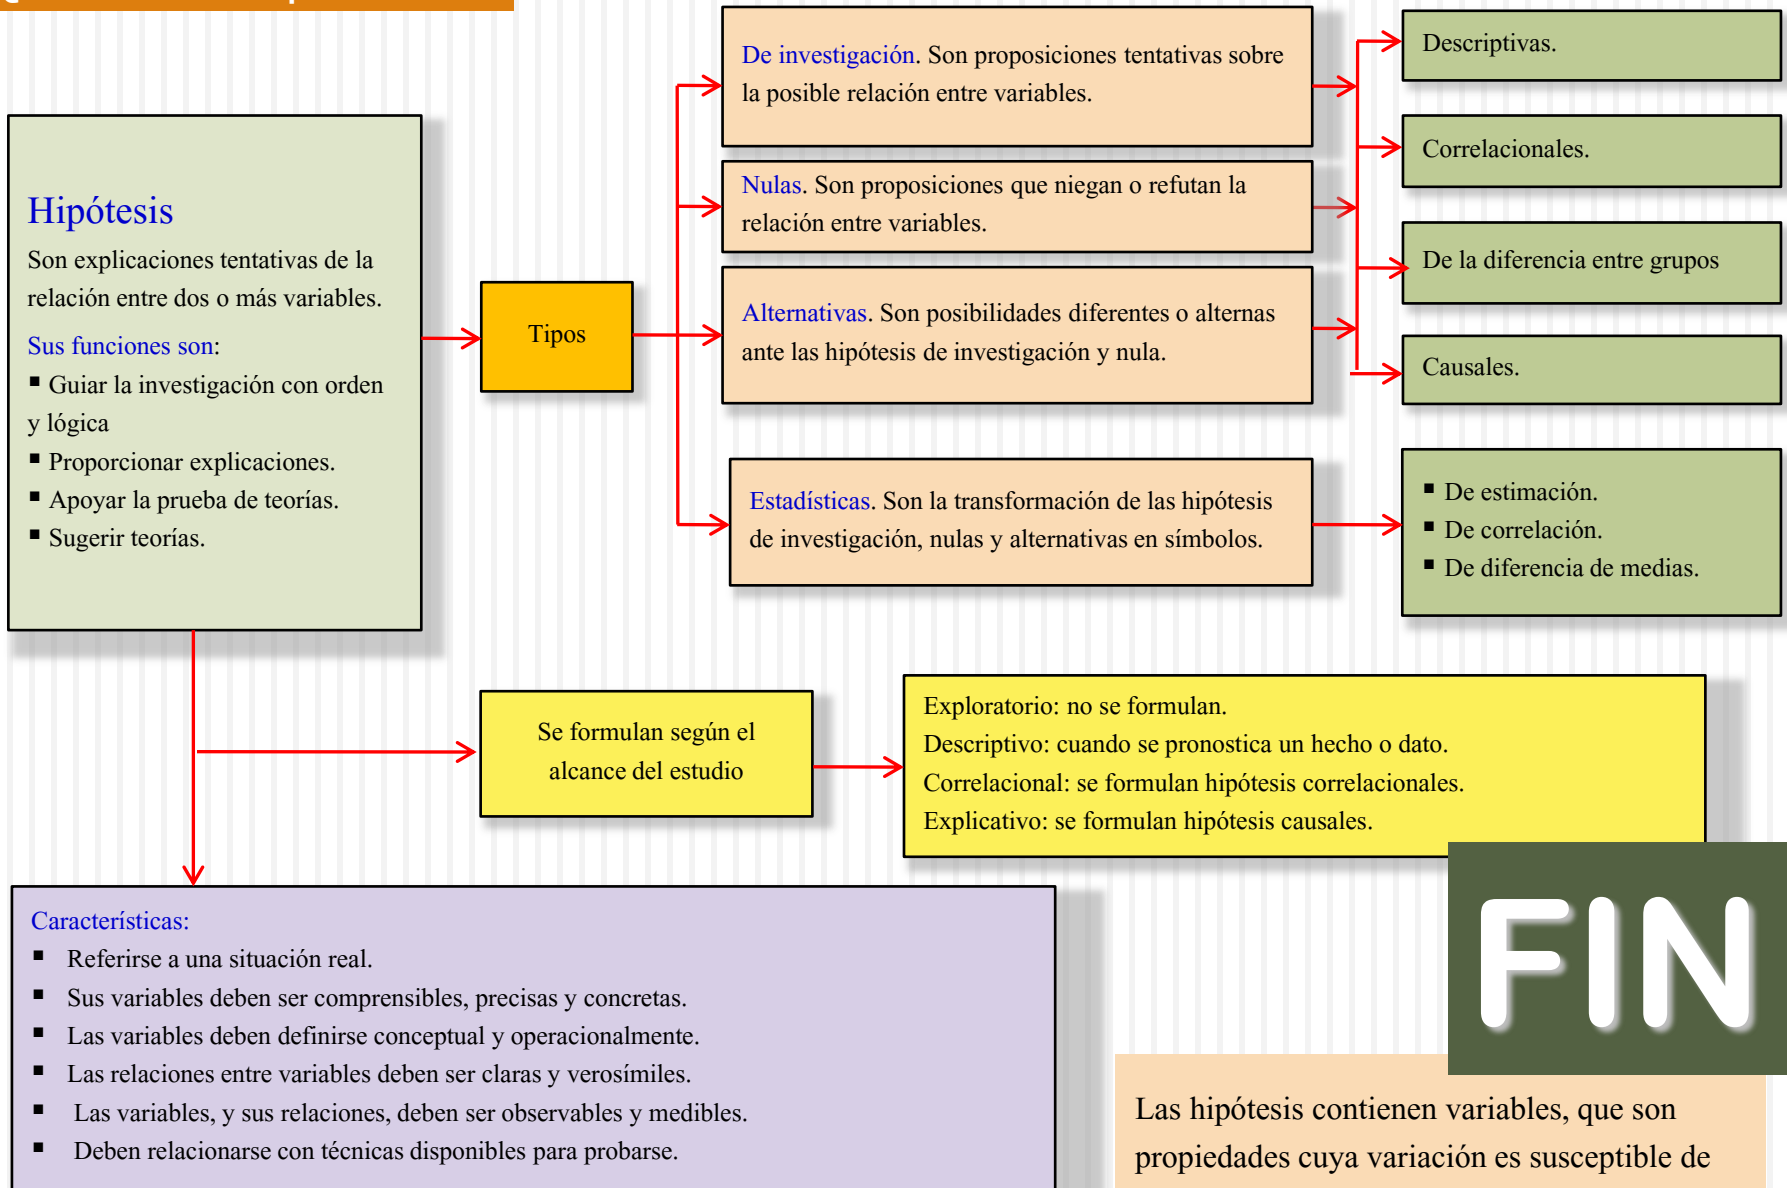 Hipótesis
Son explicaciones tentativas de la
relación entre dos o más variables.
Sus funciones son:
▪ Guiar la investigación con orden
y lógica
▪ Proporcionar explicaciones.
▪ Apoyar la prueba de teorías.
▪ Sugerir teorías.
Tipos
De investigación. Son proposiciones tentativas sobre
la posible relación entre variables.
Nulas. Son proposiciones que niegan o refutan la
relación entre variables.
Alternativas. Son posibilidades diferentes o alternas
ante las hipótesis de investigación y nula.
Estadísticas. Son la transformación de las hipótesis
de investigación, nulas y alternativas en símbolos.
Descriptivas.
Correlacionales.
De la diferencia entre grupos
Causales.
▪ De estimación.
▪ De correlación.
▪ De diferencia de medias.
Se formulan según el
alcance del estudio
Exploratorio: no se formulan.
Descriptivo: cuando se pronostica un hecho o dato.
Correlacional: se formulan hipótesis correlacionales.
Explicativo: se formulan hipótesis causales.
Características:
▪ Referirse a una situación real.
▪ Sus variables deben ser comprensibles, precisas y concretas.
▪ Las variables deben definirse conceptual y operacionalmente.
▪ Las relaciones entre variables deben ser claras y verosímiles.
▪ Las variables, y sus relaciones, deben ser observables y medibles.
▪ Deben relacionarse con técnicas disponibles para probarse.
FIN
Las hipótesis contienen variables, que son
propiedades cuya variación es susceptible de